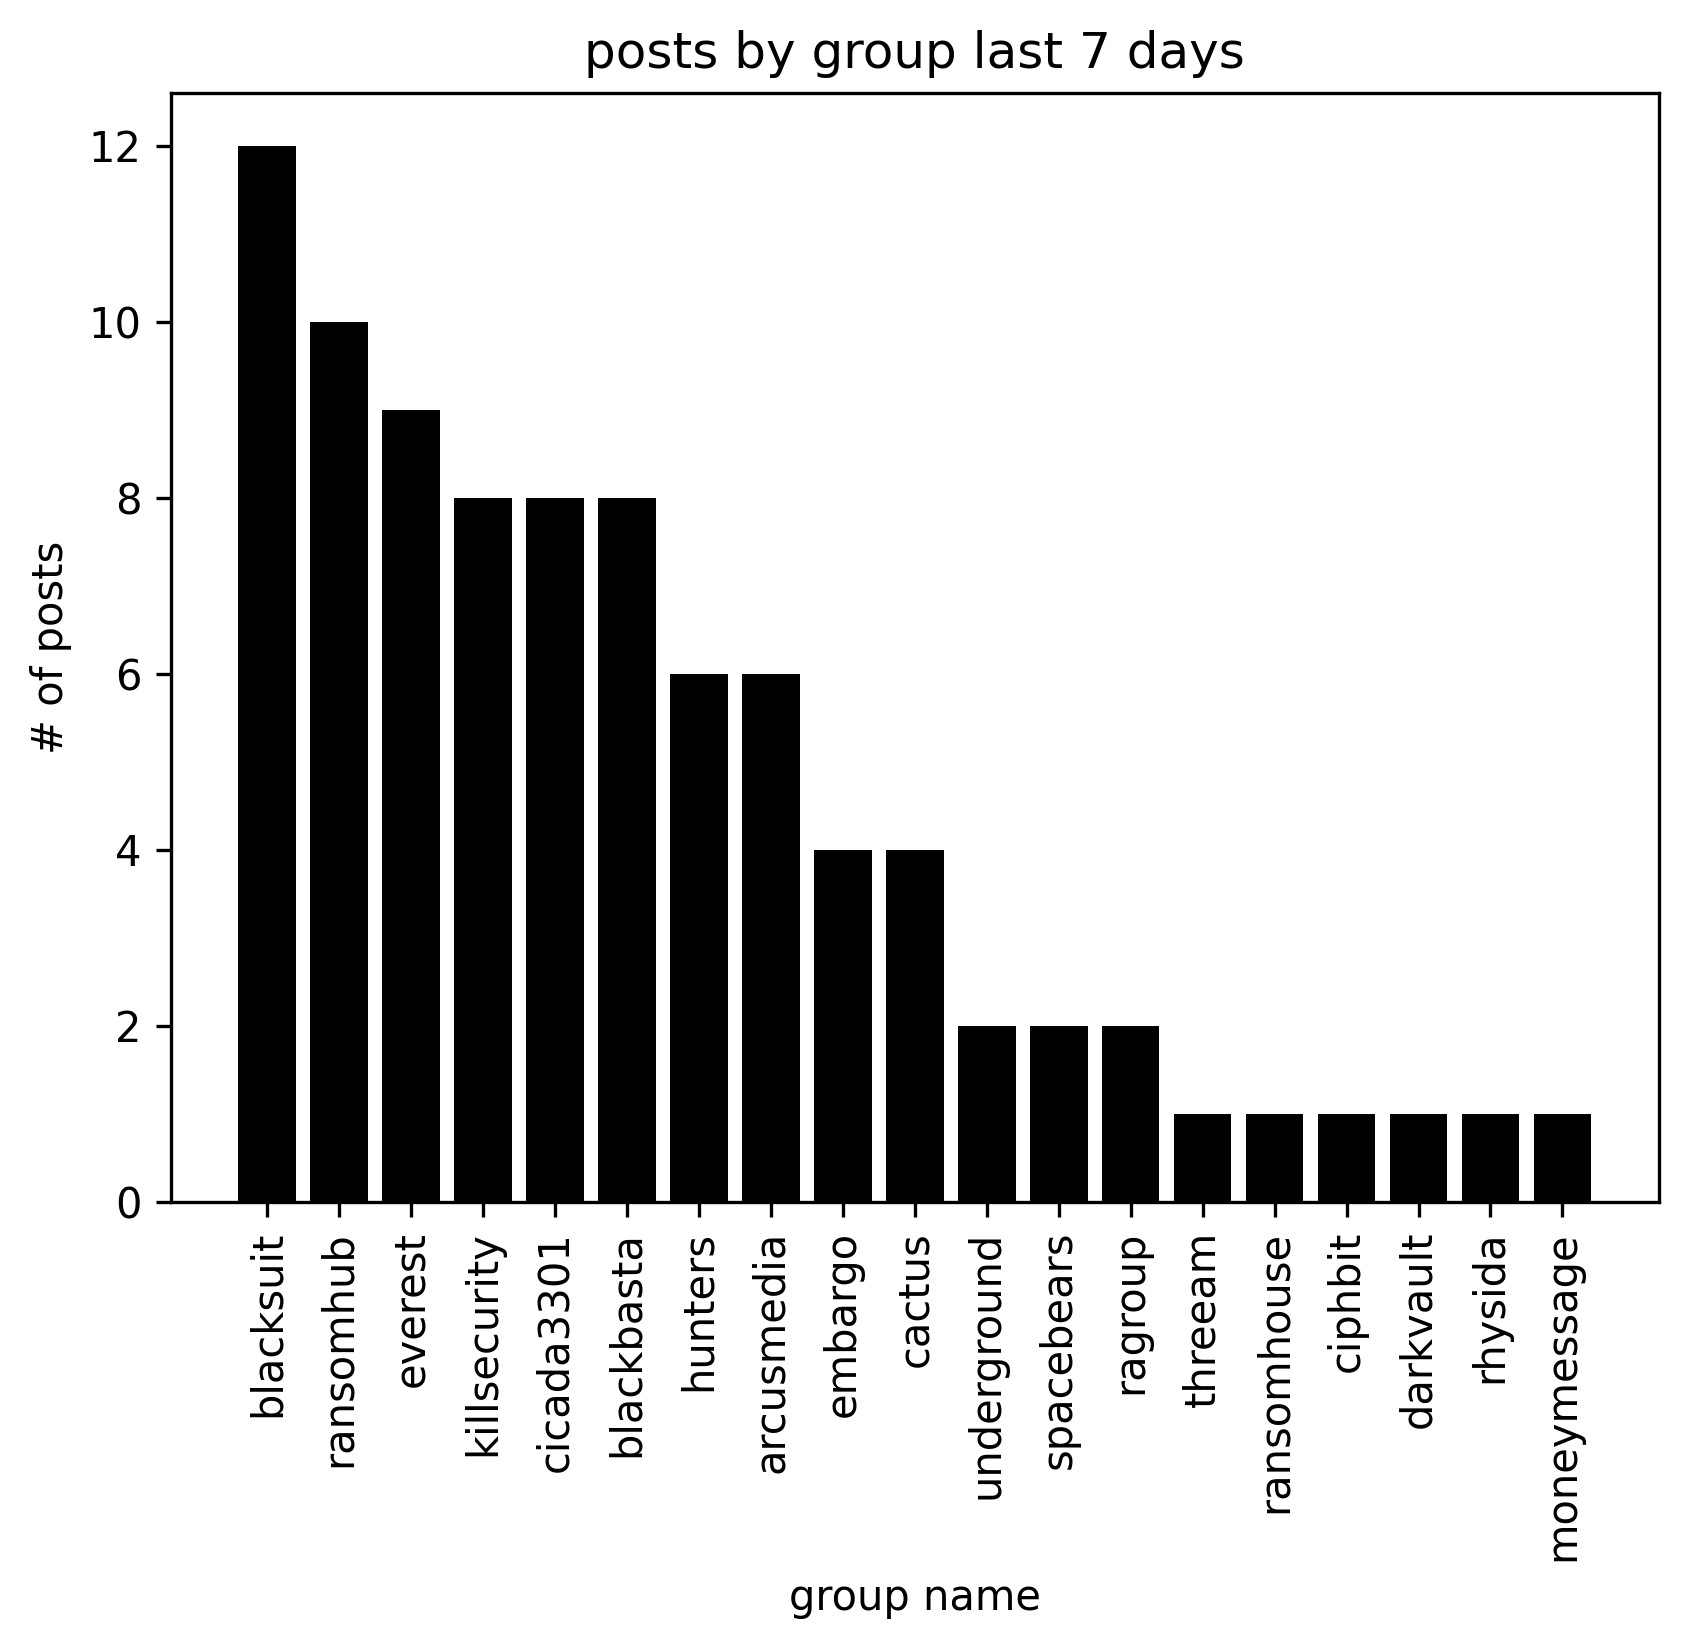 posts by group last 7 days
12
10
8
6
4
2
0
# of posts
blacksuit
ransomhub
everest
killsecurity
cicada3301
blackbasta
hunters
arcusmedia
embargo
cactus
underground
spacebears
ragroup
threeam
ransomhouse
ciphbit
darkvault
rhysida
moneymessage
group name